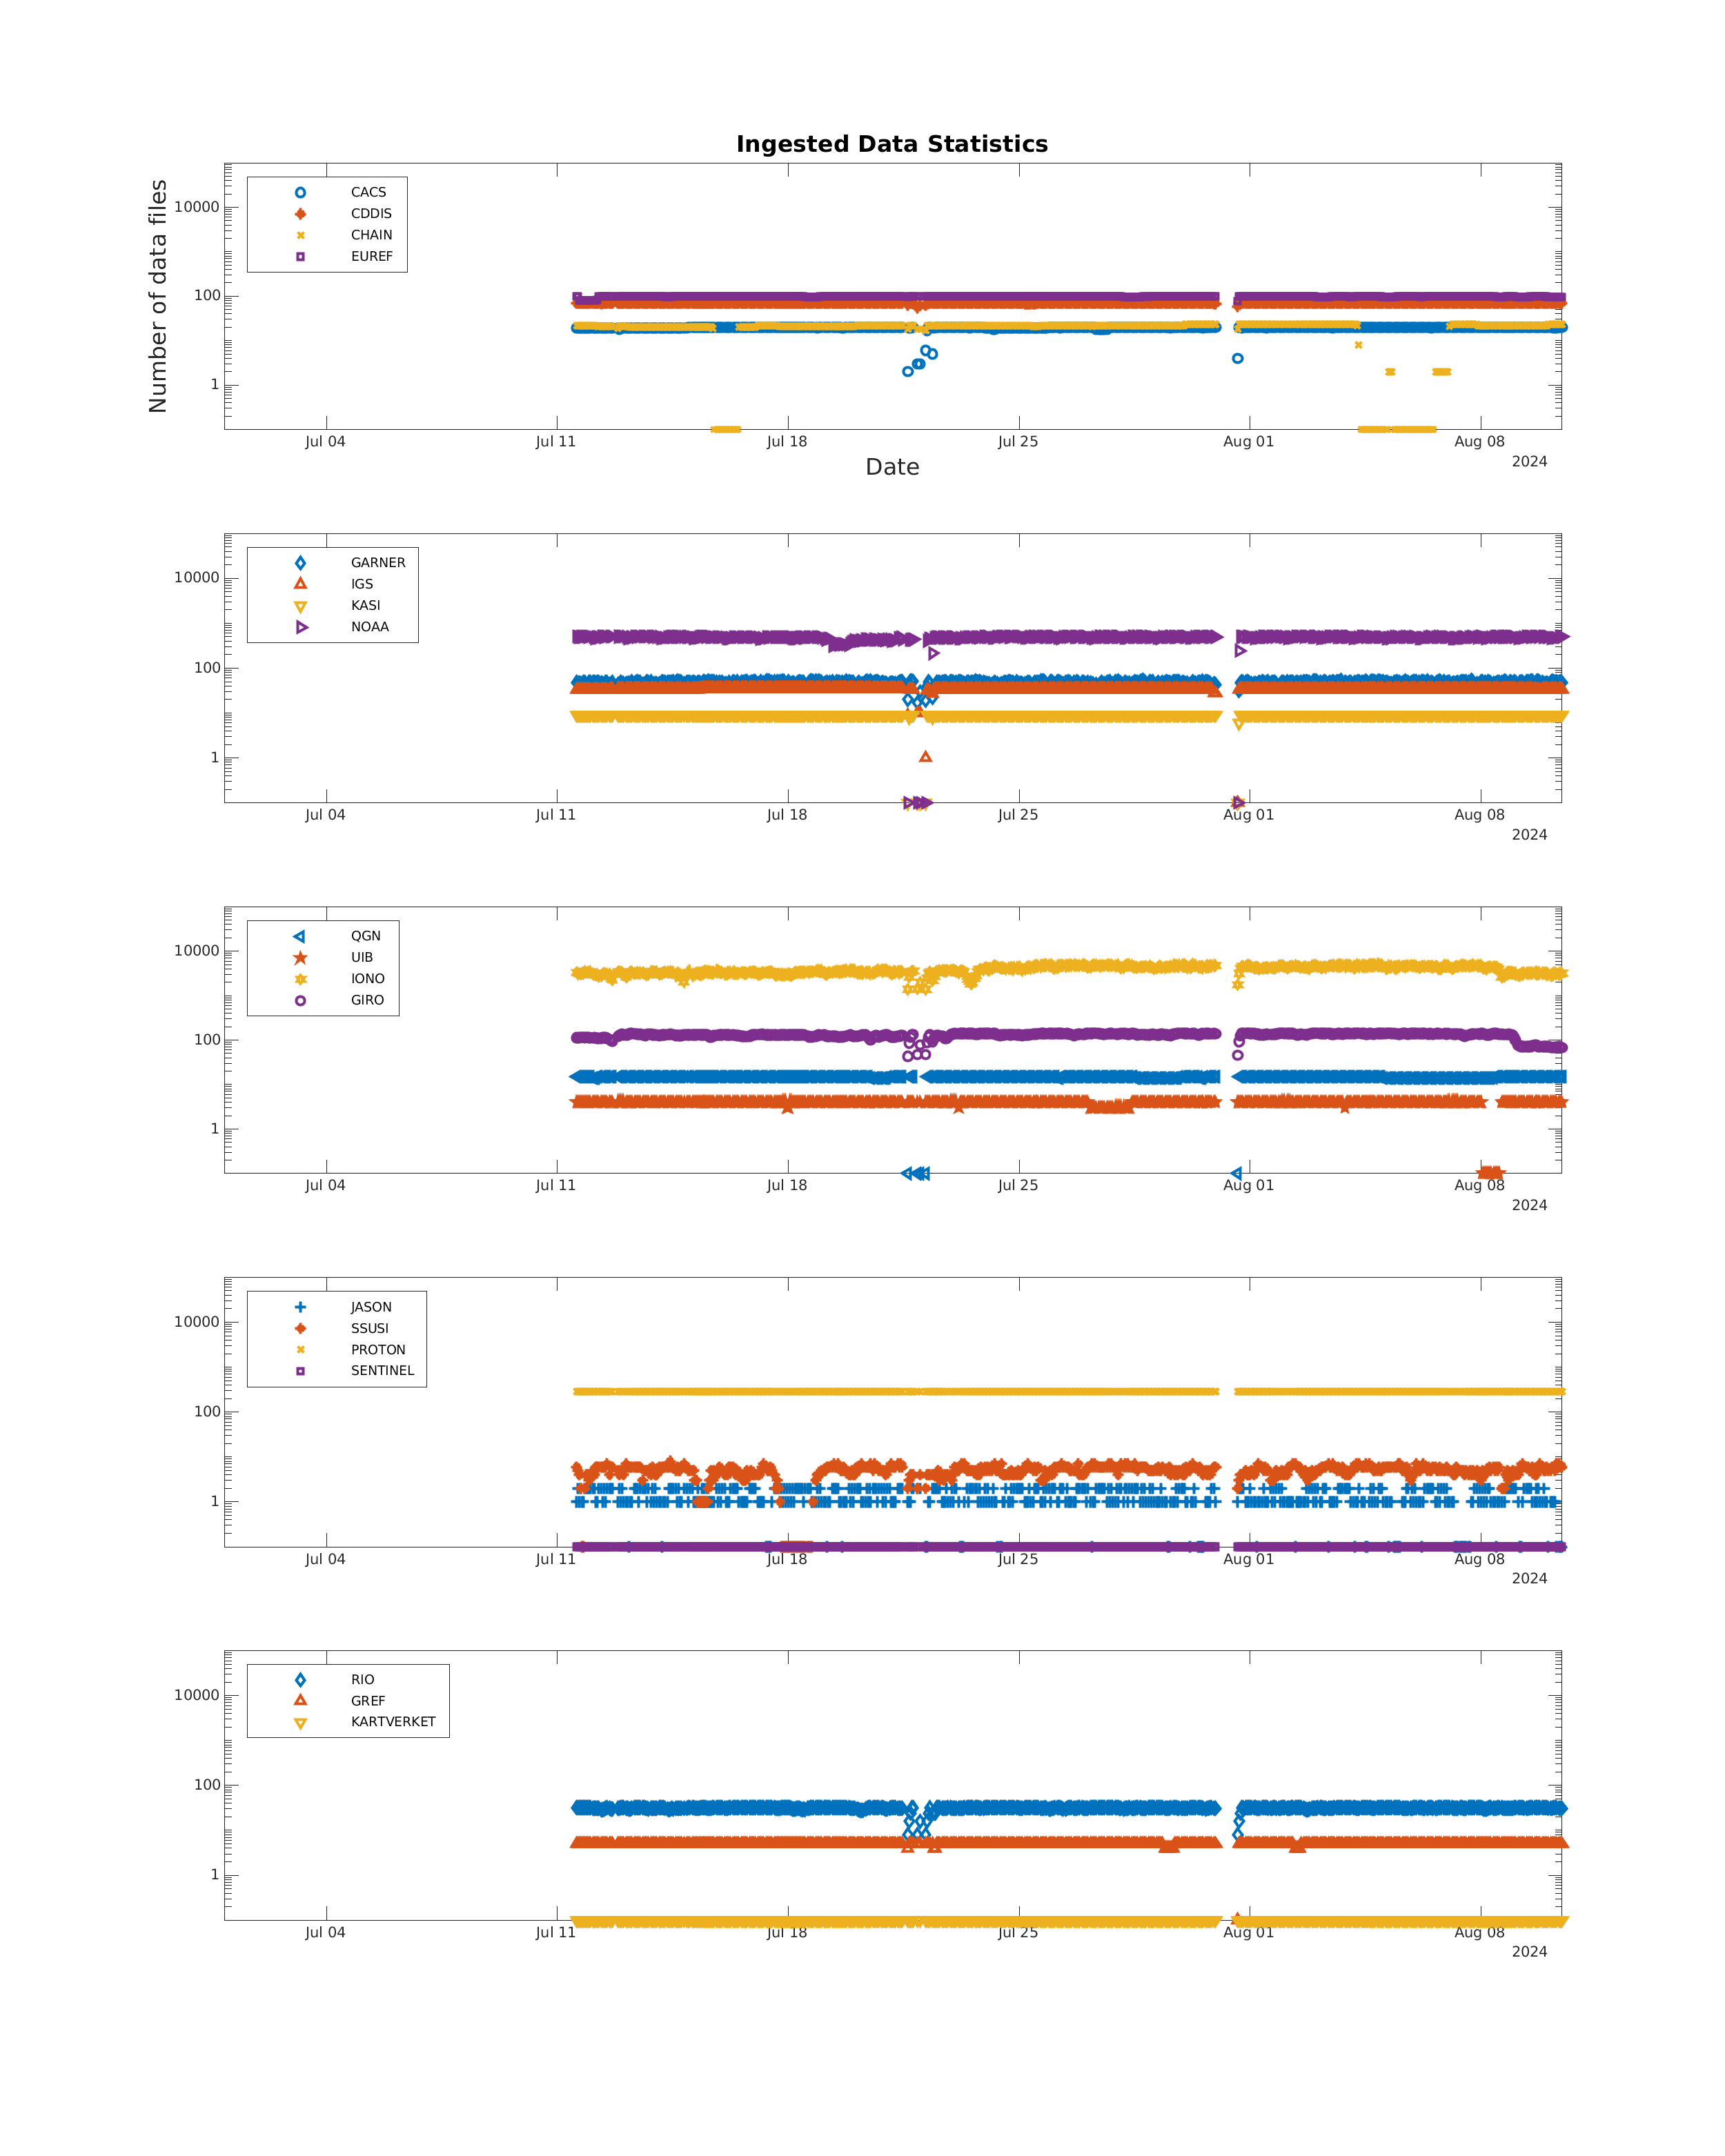 Ingested Data Statistics
Number of data files
CACS
CDDIS
CHAIN
EUREF
10000
100
1
Jul 04 Jul 11 Jul 18 Jul 25 Aug 01 Aug 08
2024
Date
GARNER
IGS
KASI
NOAA
10000
100
1
Jul 04 Jul 11 Jul 18 Jul 25 Aug 01 Aug 08
2024
QGN
UIB
IONO
GIRO
10000
100
1
Jul 04 Jul 11 Jul 18 Jul 25 Aug 01 Aug 08
2024
JASON
SSUSI
PROTON
SENTINEL
10000
100
1
Jul 04 Jul 11 Jul 18 Jul 25 Aug 01 Aug 08
2024
RIO
GREF
KARTVERKET
10000
100
1
Jul 04 Jul 11 Jul 18 Jul 25 Aug 01 Aug 08
2024